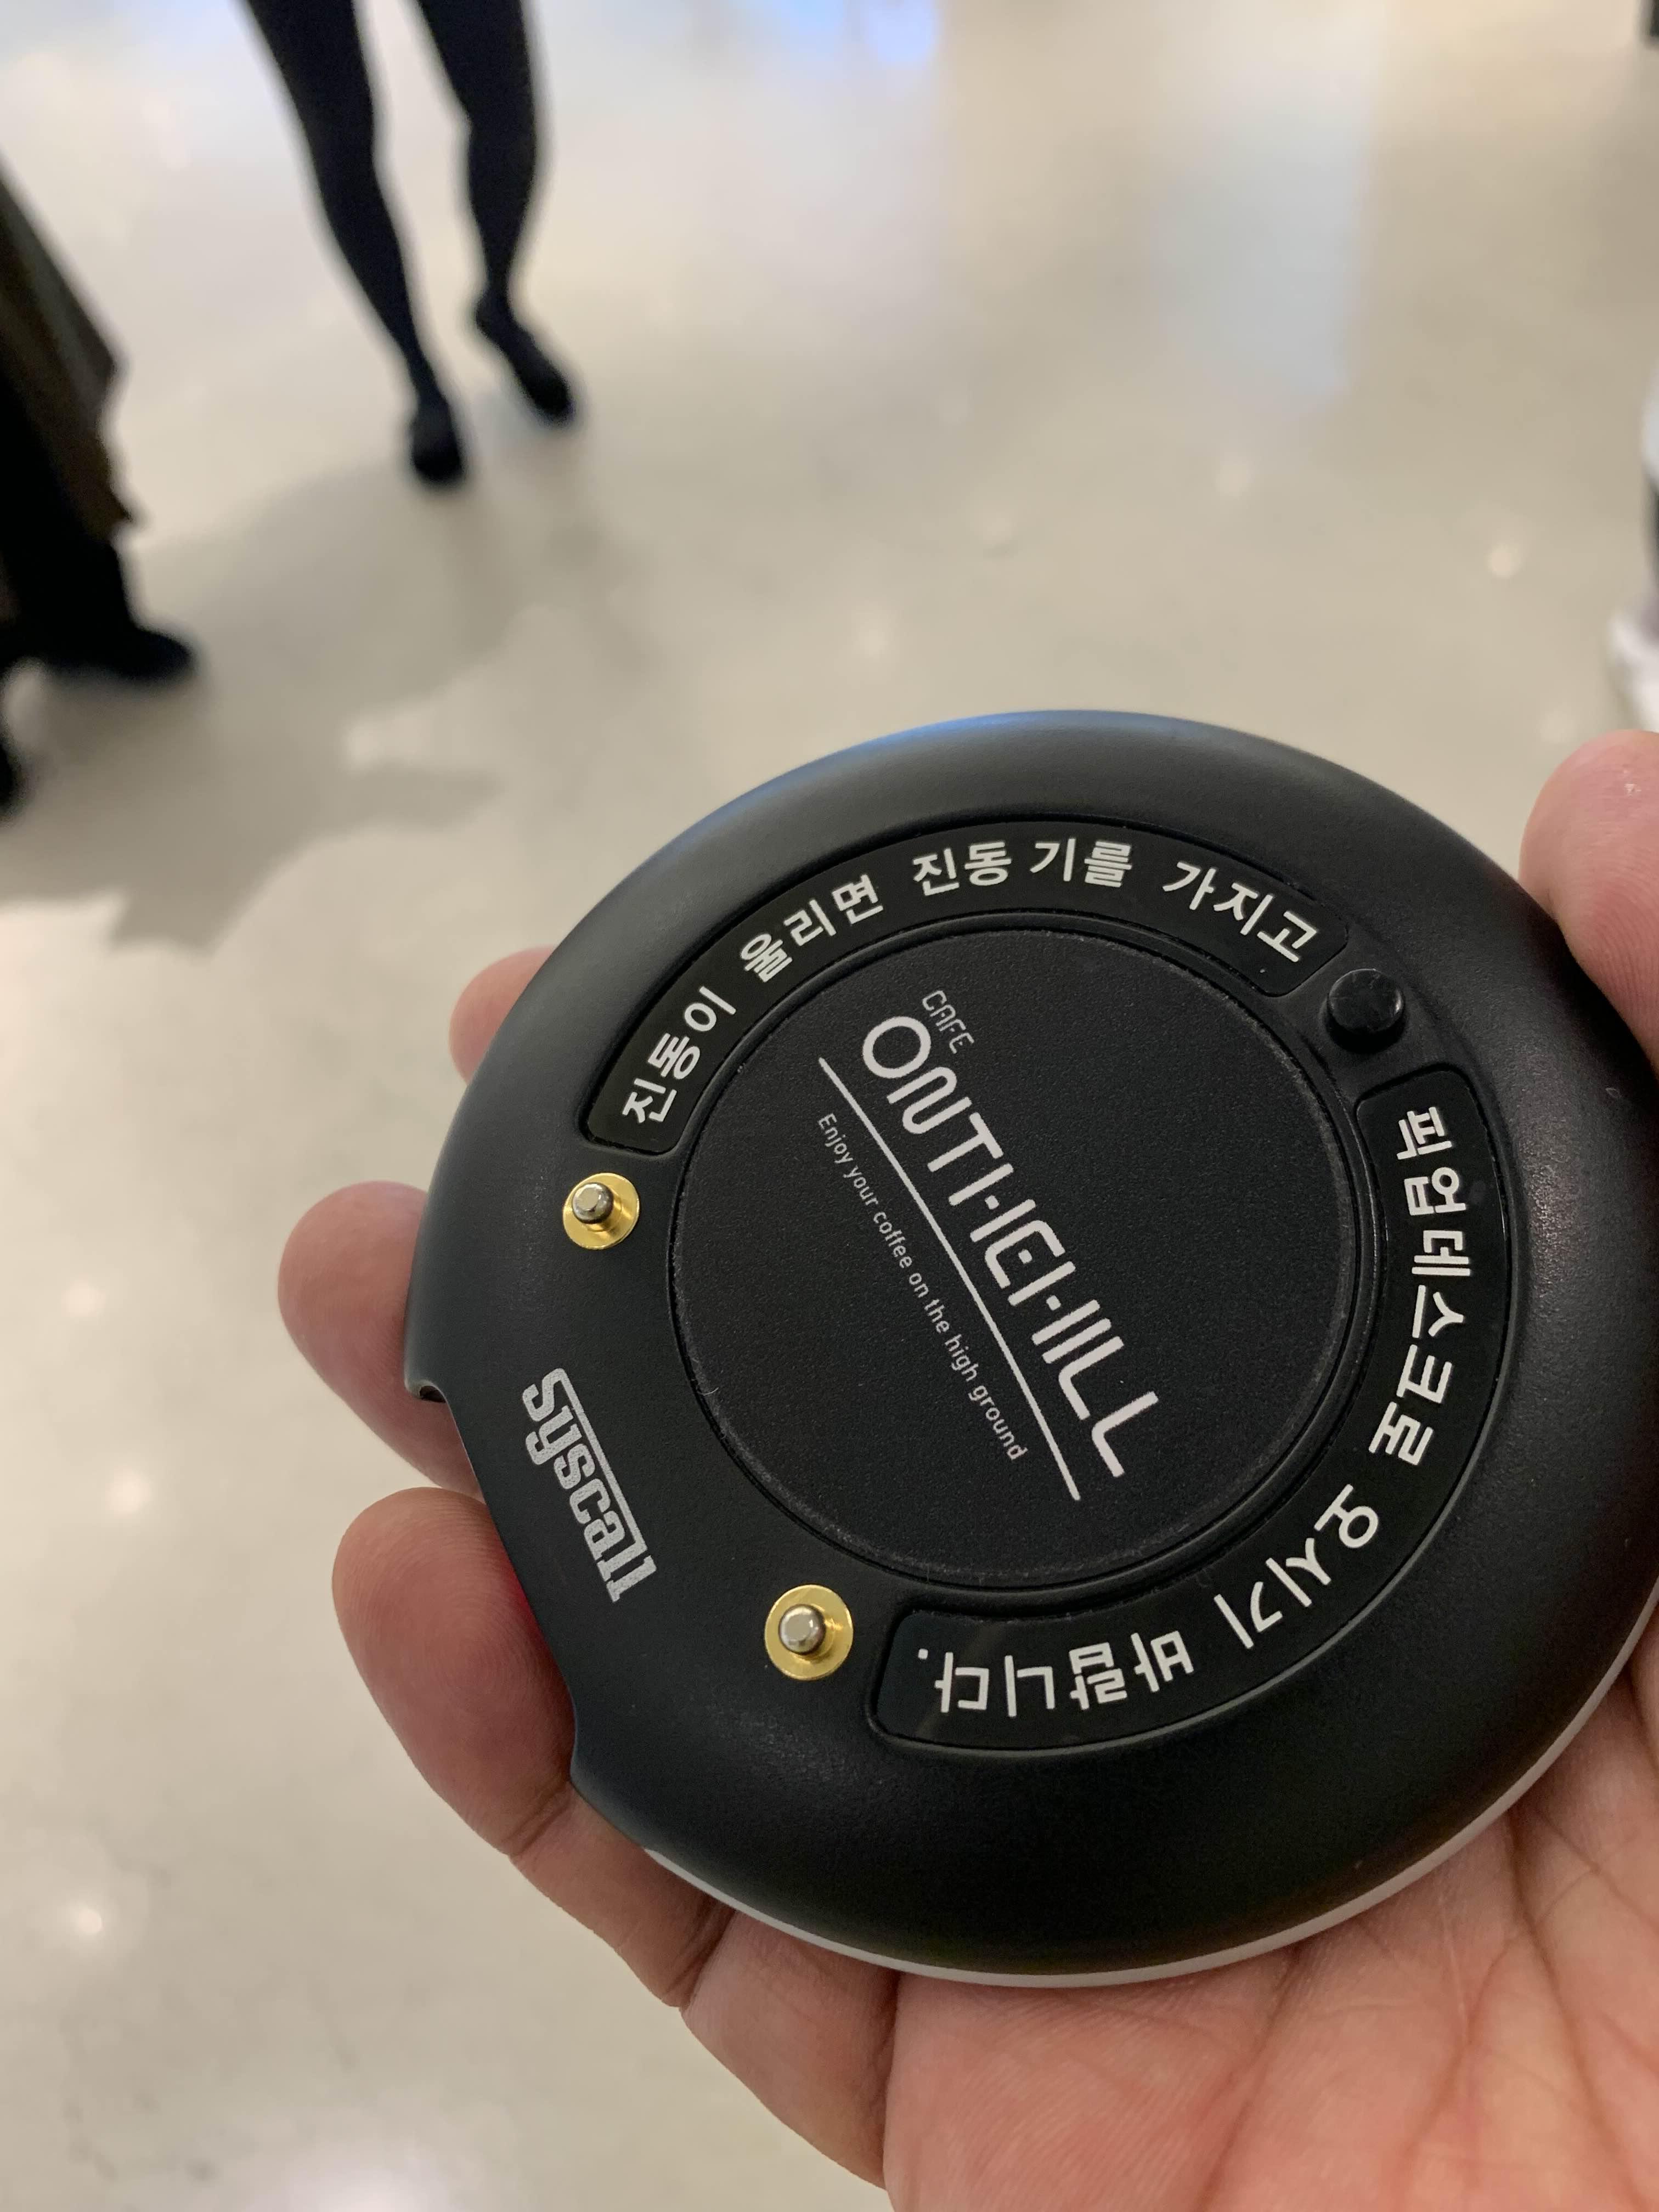 진동이 울리면 진동기를 가지고
픽업데스크로 오시기 바랍니다.
CAFE
ONTHEHILL
Enjoy your coffee on the high ground
Syscall